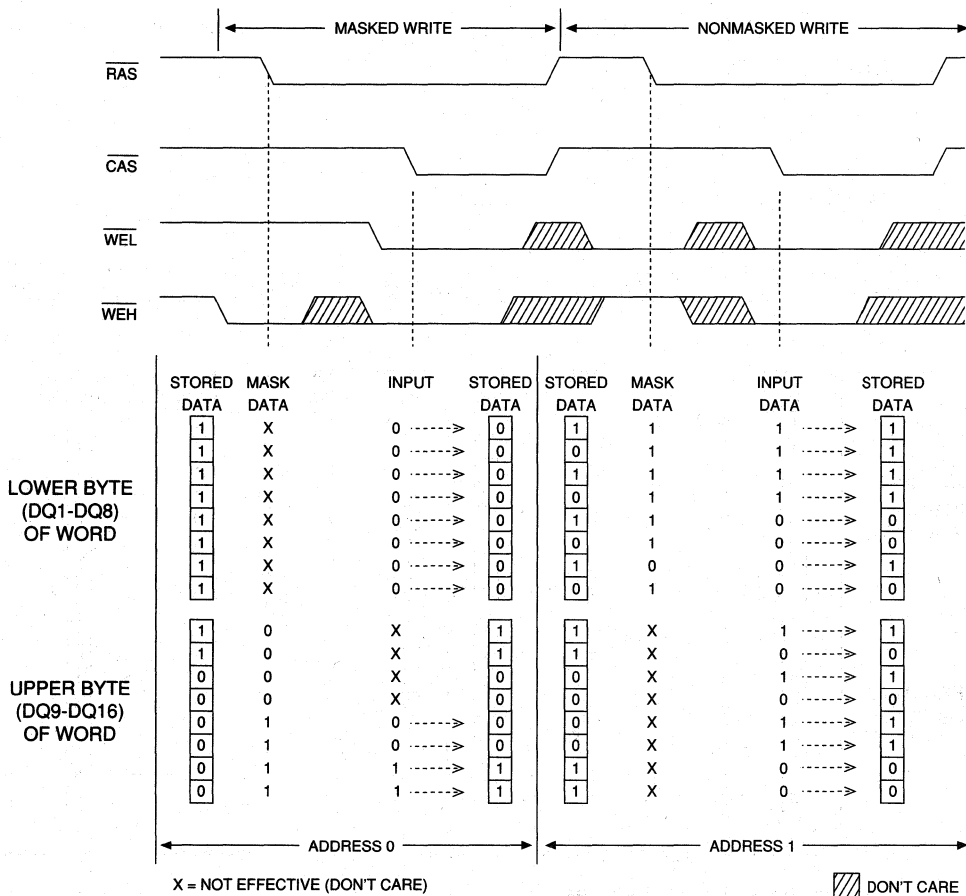 MASKED WRITE NONMASKED WRITE
RAS
CAS
WEL
WEH
STORED MASK INPUT STORED STORED MASK INPUT STORED
DATA DATA DATA DATA DATA DATA DATA
LOWER BYTE
(DQ1-DQ8)
OF WORD
1 X 0 0 1 1 1 1
1 X 0 0 0 1 1 1
1 X 0 0 1 1 1 1
1 X 0 0 0 1 1 1
1 X 0 0 1 1 0 0
1 X 0 0 0 1 0 0
1 X 0 0 1 0 0 1
1 X 0 0 0 1 0 0
UPPER BYTE
(DQ9-DQ16)
OF WORD
1 0 X 1 1 X 1 1
1 0 X 1 1 X 0 0
0 0 X 0 0 X 1 1
0 0 X 0 0 X 0 0
0 1 0 0 0 X 1 1
0 1 0 0 0 X 1 1
0 1 1 1 1 X 0 0
0 1 1 1 1 X 0 0
ADDRESS 0 ADDRESS 1
X = NOT EFFECTIVE (DON'T CARE) DON'T CARE